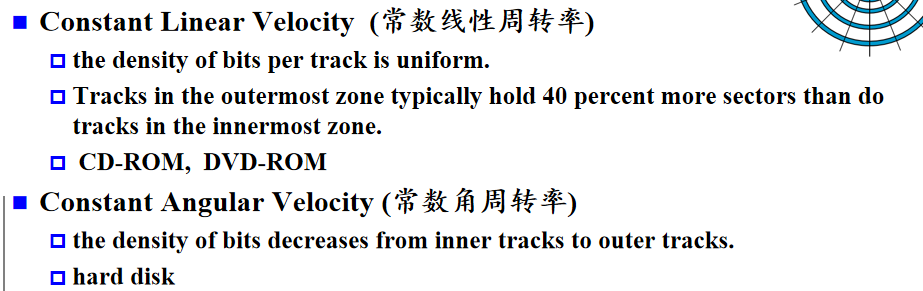 Constant Linear Velocity (常数线性周转率)
the density of bits per track is uniform.
Tracks in the outermost zone typically hold 40 percent more sectors than do
tracks in the innermost zone.
CD-ROM, DVD-ROM
Constant Angular Velocity (常数角周转率)
the density of bits decreases from inner tracks to outer tracks.
hard disk